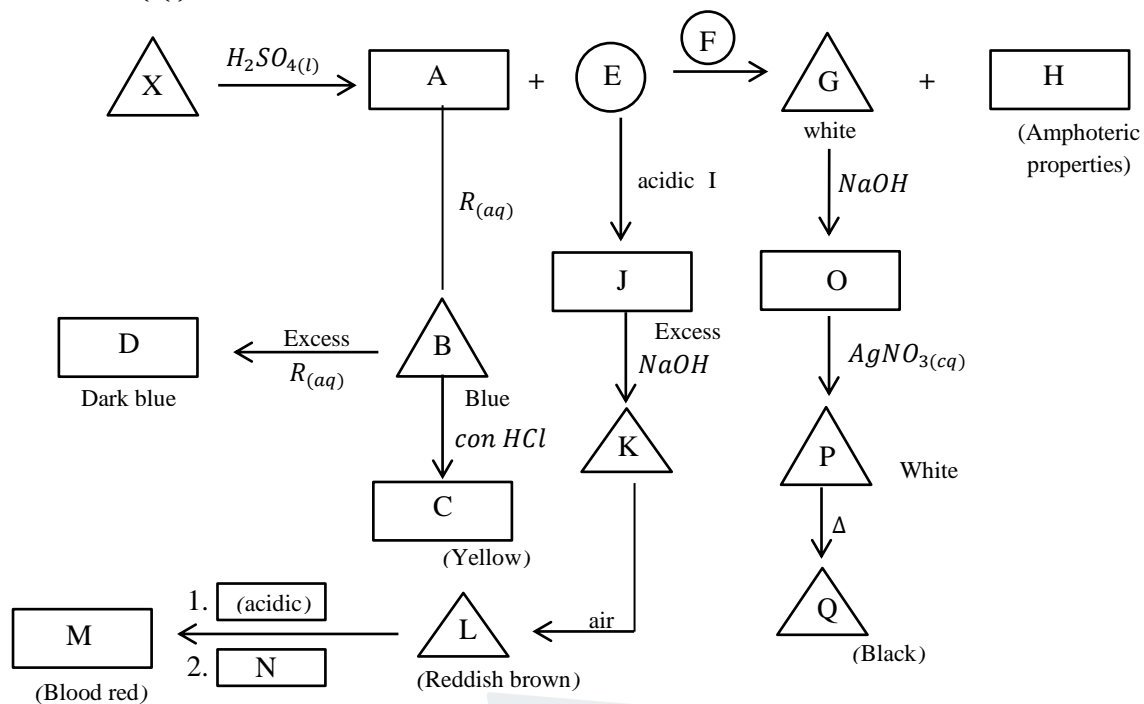 F
X
H₂SO₄(l)
A
+
E
G
+
H
white
(Amphoteric
properties)
R(aq)
acidic I
NaOH
J
O
D
Excess
R(aq)
B
Excess
NaOH
AgNO₃(cq)
Dark blue
Blue
con HCl
K
P
White
C
(Yellow)
Δ
M
1. (acidic)
2. N
L
air
Q
(Blood red)
(Reddish brown)
(Black)